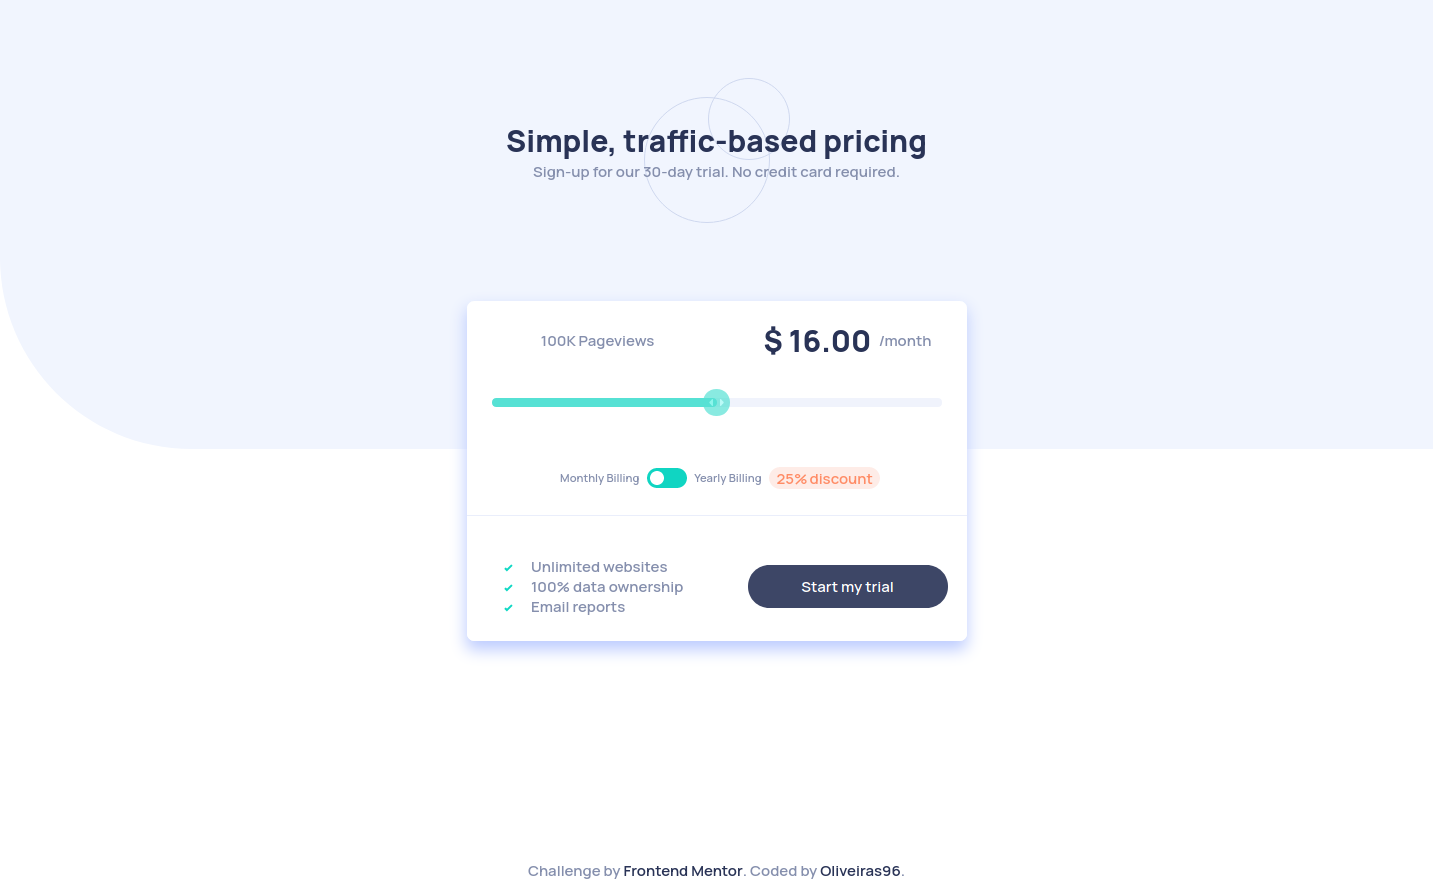 Simple, traffic-based pricing
Sign-up for our 30-day trial. No credit card required.
100K Pageviews
$ 16.00 /month
Monthly Billing Yearly Billing 25% discount
Unlimited websites
100% data ownership
Email reports
Start my trial
Challenge by Frontend Mentor. Coded by Oliveiras96.